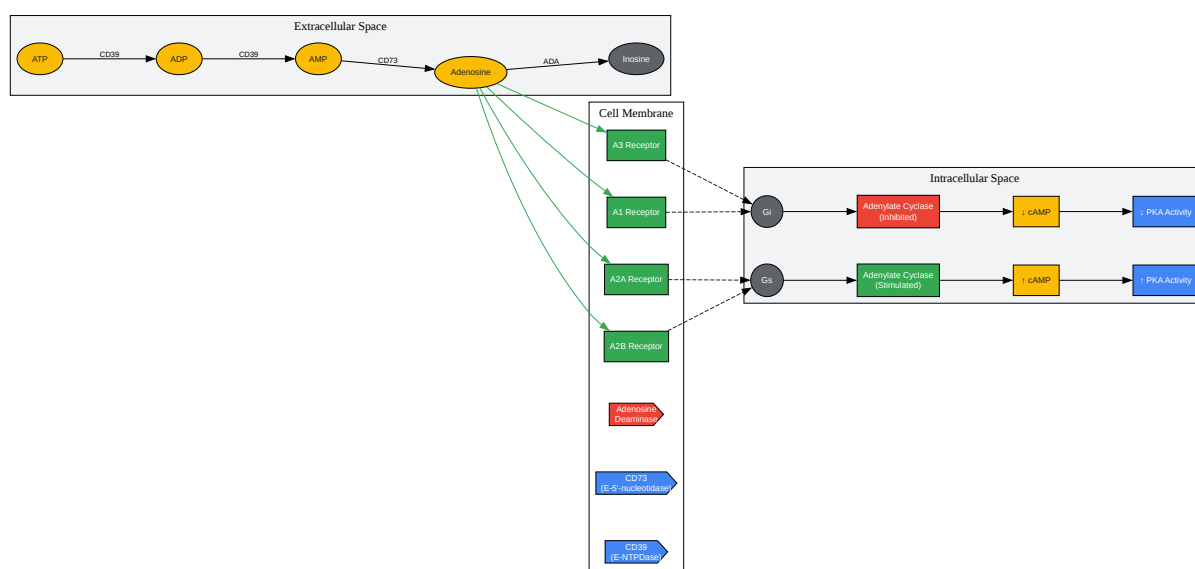 Extracellular Space
ATP
CD39
ADP
CD39
AMP
CD73
Adenosine
ADA
Inosine
Cell Membrane
A3 Receptor
A1 Receptor
A2A Receptor
A2B Receptor
Adenosine
Deaminase
CD73
(E-5'-nucleotidase)
CD39
(E-NTPDase)
Intracellular Space
Gi
Adenylate Cyclase
(Inhibited)
↓ cAMP
↓ PKA Activity
Gs
Adenylate Cyclase
(Stimulated)
↑ cAMP
↑ PKA Activity